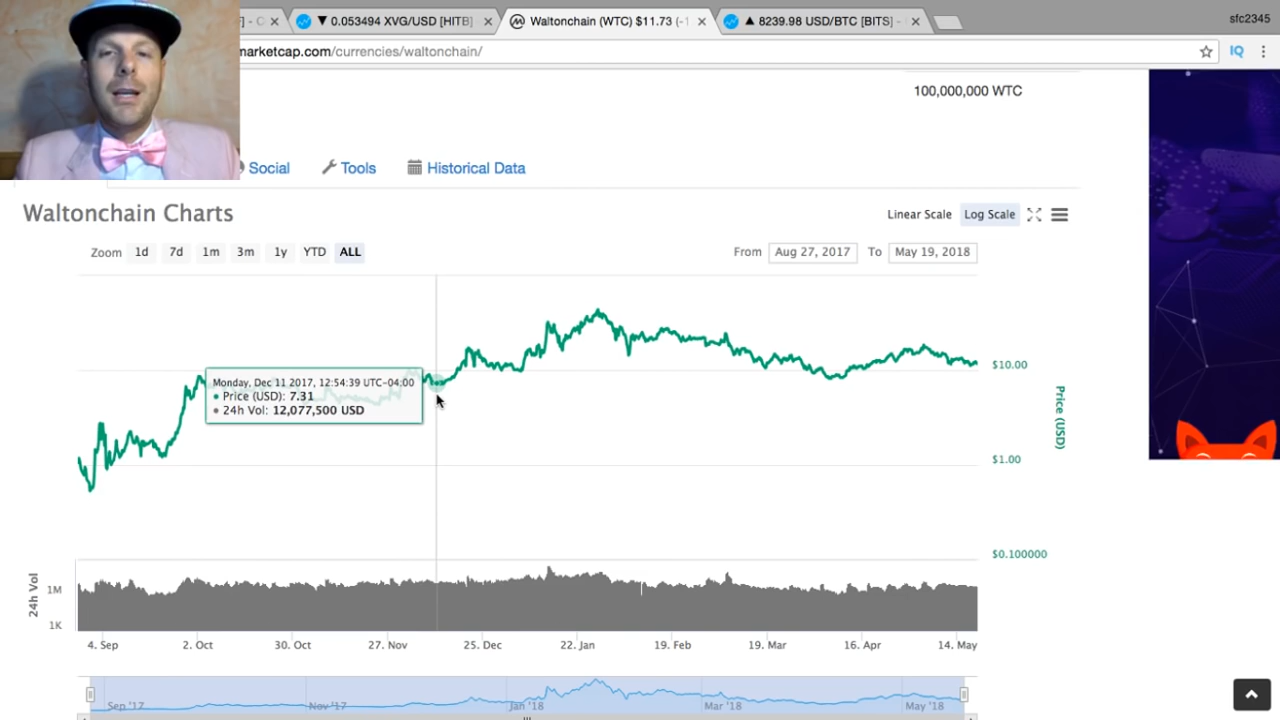 ] - C
▼ 0.053494 XVG/USD [HITB]
Waltonchain (WTC) $11.73 (-1
▲ 8239.98 USD/BTC [BITS] -
sfc2345
marketcap.com/currencies/waltonchain/
IQ
100,000,000 WTC
Social
Tools
Historical Data
Waltonchain Charts
Linear Scale
Log Scale
Zoom 1d 7d 1m 3m 1y YTD ALL
From Aug 27, 2017 To May 19, 2018
Monday, Dec 11 2017, 12:54:39 UTC-04:00
Price (USD): 7.31
24h Vol: 12,077,500 USD
$10.00
$1.00
$0.100000
Price (USD)
24h Vol
1M
1K
4. Sep 2. Oct 30. Oct 27. Nov 25. Dec 22. Jan 19. Feb 19. Mar 16. Apr 14. May
Sep '17 Nov '17 Jan '18 Mar '18 May '18